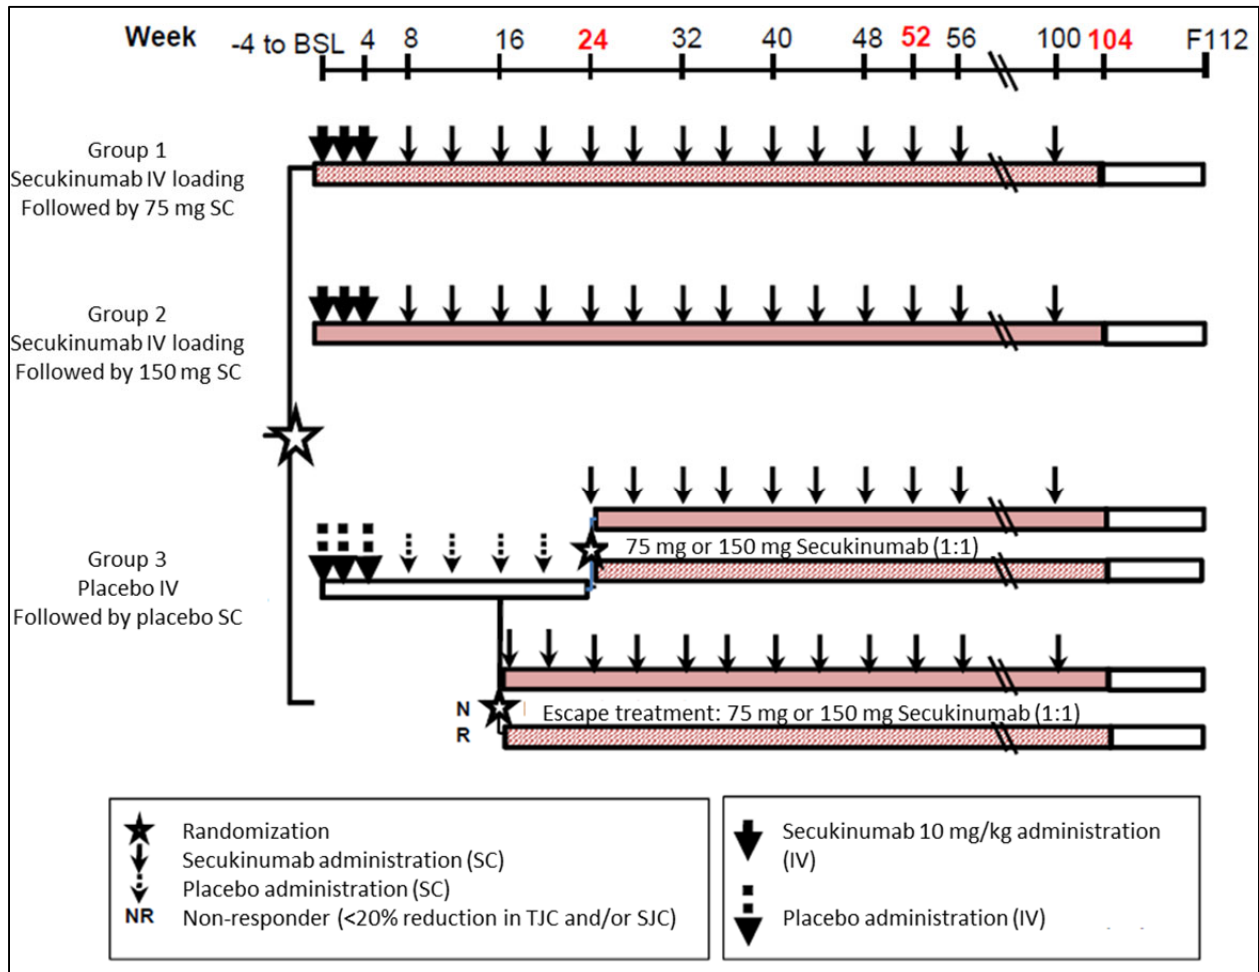 Week -4 to BSL 4 8 16 24 32 40 48 52 56 100 104 F112
Group 1
Secukinumab IV loading
Followed by 75 mg SC
Group 2
Secukinumab IV loading
Followed by 150 mg SC
Group 3
Placebo IV
Followed by placebo SC
75 mg or 150 mg Secukinumab (1:1)
N
R
Escape treatment: 75 mg or 150 mg Secukinumab (1:1)
Randomization
Secukinumab administration (SC)
Placebo administration (SC)
NR Non-responder (<20% reduction in TJC and/or SJC)
Secukinumab 10 mg/kg administration
(IV)
Placebo administration (IV)